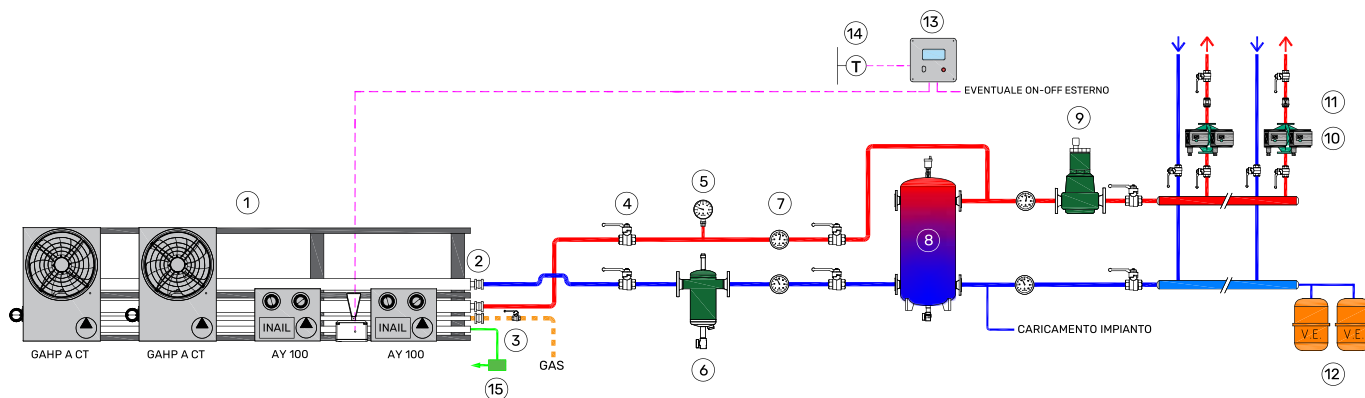 14
13
T
EVENTUALE ON-OFF ESTERNO
11
10
9
1
5
4
7
2
8
INAIL
INAIL
V.E.
V.E.
CARICAMENTO IMPIANTO
3
GAHP A CT
GAHP A CT
AY 100
AY 100
GAS
6
12
15